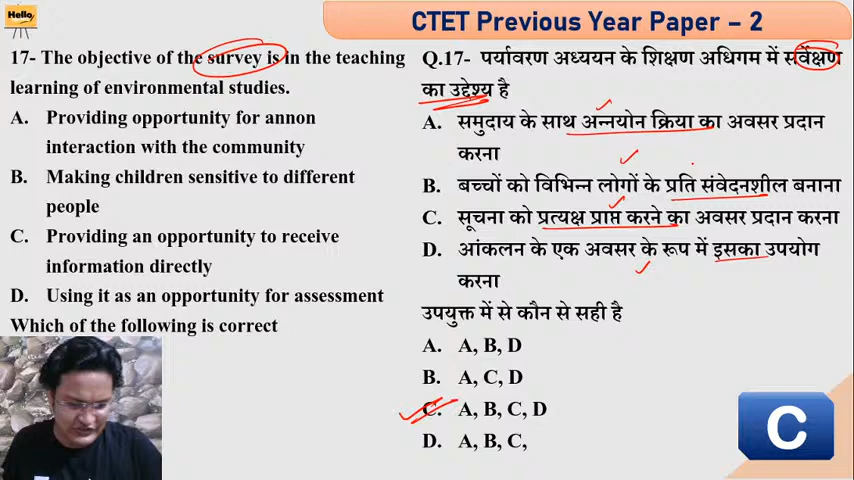 Hello
CTET Previous Year Paper – 2
17- The objective of the survey is in the teaching
learning of environmental studies.
A. Providing opportunity for annon
interaction with the community
B. Making children sensitive to different
people
C. Providing an opportunity to receive
information directly
D. Using it as an opportunity for assessment
Which of the following is correct
Q.17- पर्यावरण अध्ययन के शिक्षण अधिगम में सर्वेक्षण
का उद्देश्य है
A. समुदाय के साथ अन्नयोन क्रिया का अवसर प्रदान
करना
B. बच्चों को विभिन्न लोगों के प्रति संवेदनशील बनाना
C. सूचना को प्रत्यक्ष प्राप्त करने का अवसर प्रदान करना
D. आंकलन के एक अवसर के रूप में इसका उपयोग
करना
उपयुक्त में से कौन से सही है
A. A, B, D
B. A, C, D
C. A, B, C, D
D. A, B, C,
C